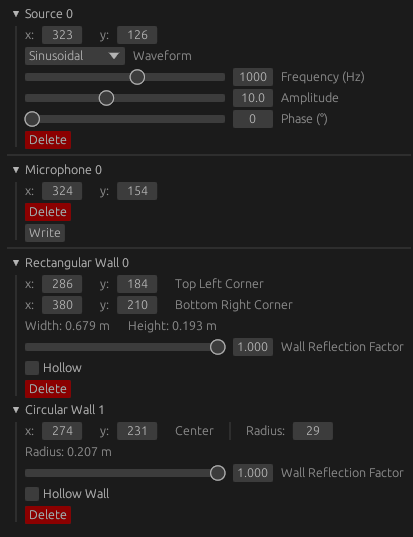 Source 0
x: 323 y: 126
Sinusoidal Waveform
1000 Frequency (Hz)
10.0 Amplitude
0 Phase (°)
Delete
Microphone 0
x: 324 y: 154
Delete
Write
Rectangular Wall 0
x: 286 y: 184 Top Left Corner
x: 380 y: 210 Bottom Right Corner
Width: 0.679 m Height: 0.193 m
1.000 Wall Reflection Factor
Hollow
Delete
Circular Wall 1
x: 274 y: 231 Center Radius: 29
Radius: 0.207 m
1.000 Wall Reflection Factor
Hollow Wall
Delete